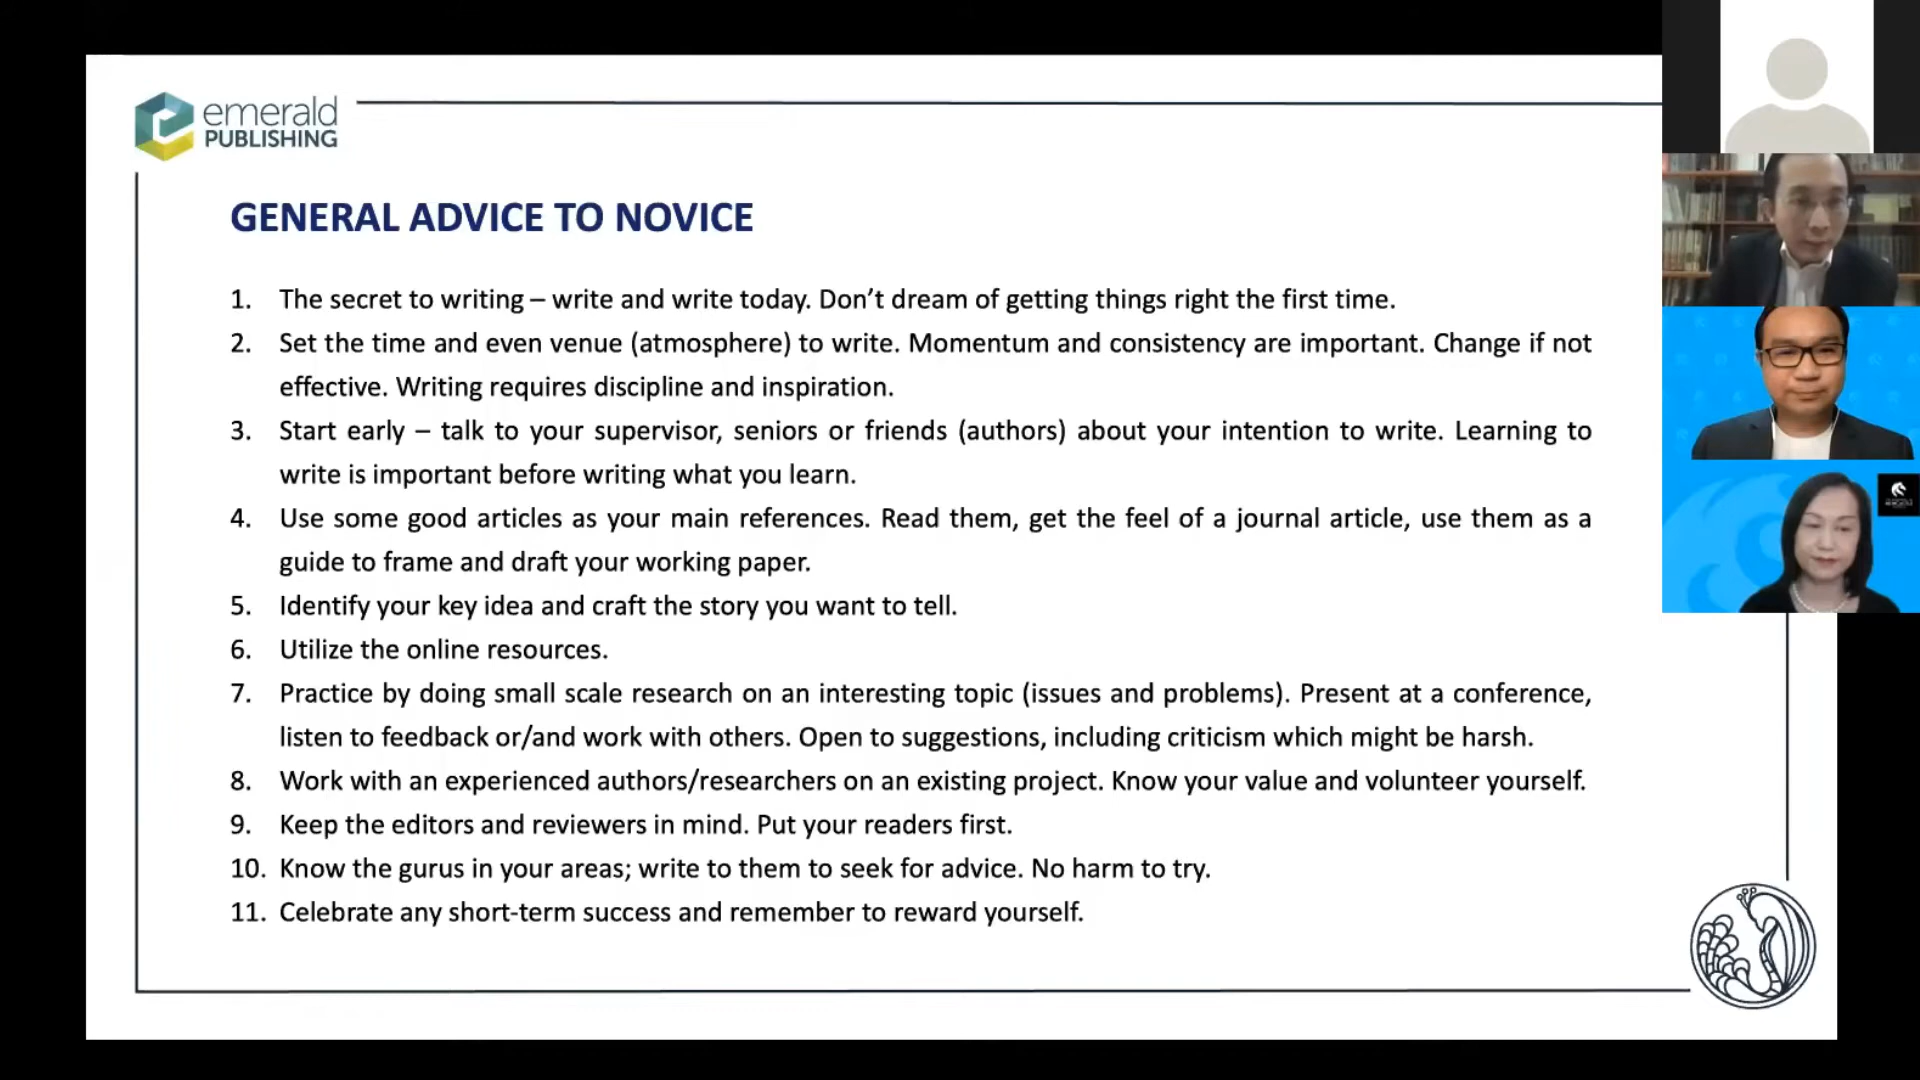 emerald
PUBLISHING
GENERAL ADVICE TO NOVICE
1. The secret to writing – write and write today. Don’t dream of getting things right the first time.
2. Set the time and even venue (atmosphere) to write. Momentum and consistency are important. Change if not
effective. Writing requires discipline and inspiration.
3. Start early – talk to your supervisor, seniors or friends (authors) about your intention to write. Learning to
write is important before writing what you learn.
4. Use some good articles as your main references. Read them, get the feel of a journal article, use them as a
guide to frame and draft your working paper.
5. Identify your key idea and craft the story you want to tell.
6. Utilize the online resources.
7. Practice by doing small scale research on an interesting topic (issues and problems). Present at a conference,
listen to feedback or/and work with others. Open to suggestions, including criticism which might be harsh.
8. Work with an experienced authors/researchers on an existing project. Know your value and volunteer yourself.
9. Keep the editors and reviewers in mind. Put your readers first.
10. Know the gurus in your areas; write to them to seek for advice. No harm to try.
11. Celebrate any short-term success and remember to reward yourself.